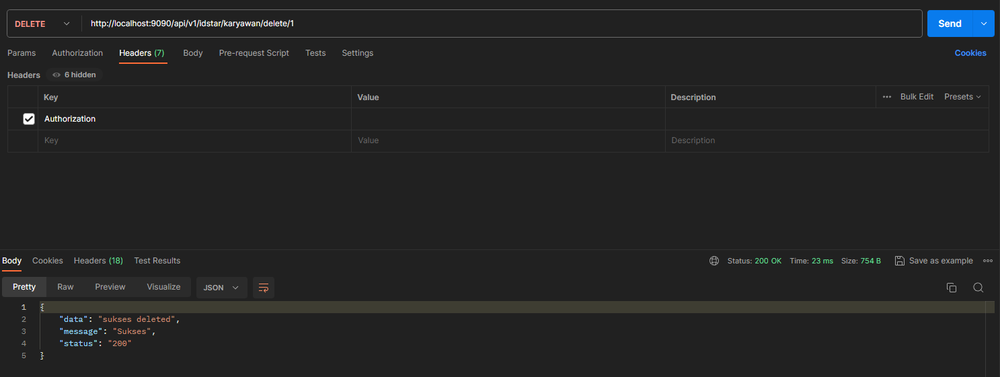 DELETE http://localhost:9090/api/v1/idstar/karyawan/delete/1 Send
Params Authorization Headers (7) Body Pre-request Script Tests Settings Cookies
Headers 6 hidden
Key Value Description Bulk Edit Presets
Authorization
Key Value Description
Body Cookies Headers (18) Test Results Status: 200 OK Time: 23 ms Size: 754 B Save as example
Pretty Raw Preview Visualize JSON
1 {
2 "data": "sukses deleted",
3 "message": "Sukses",
4 "status": "200"
5 }